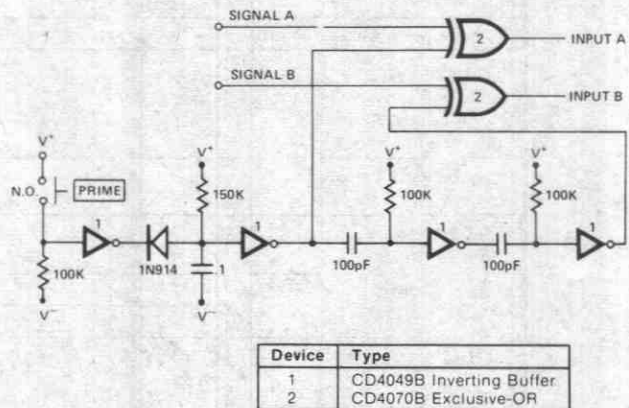 SIGNAL A
2
INPUT A
SIGNAL B
2
INPUT B
V+
V+
V+
V+
N.O.
PRIME
150K
100K
100K
1
1
1
1
100K
1N914
.1
100pF
100pF
V−
V−
Device Type
1 CD4049B Inverting Buffer
2 CD4070B Exclusive-OR